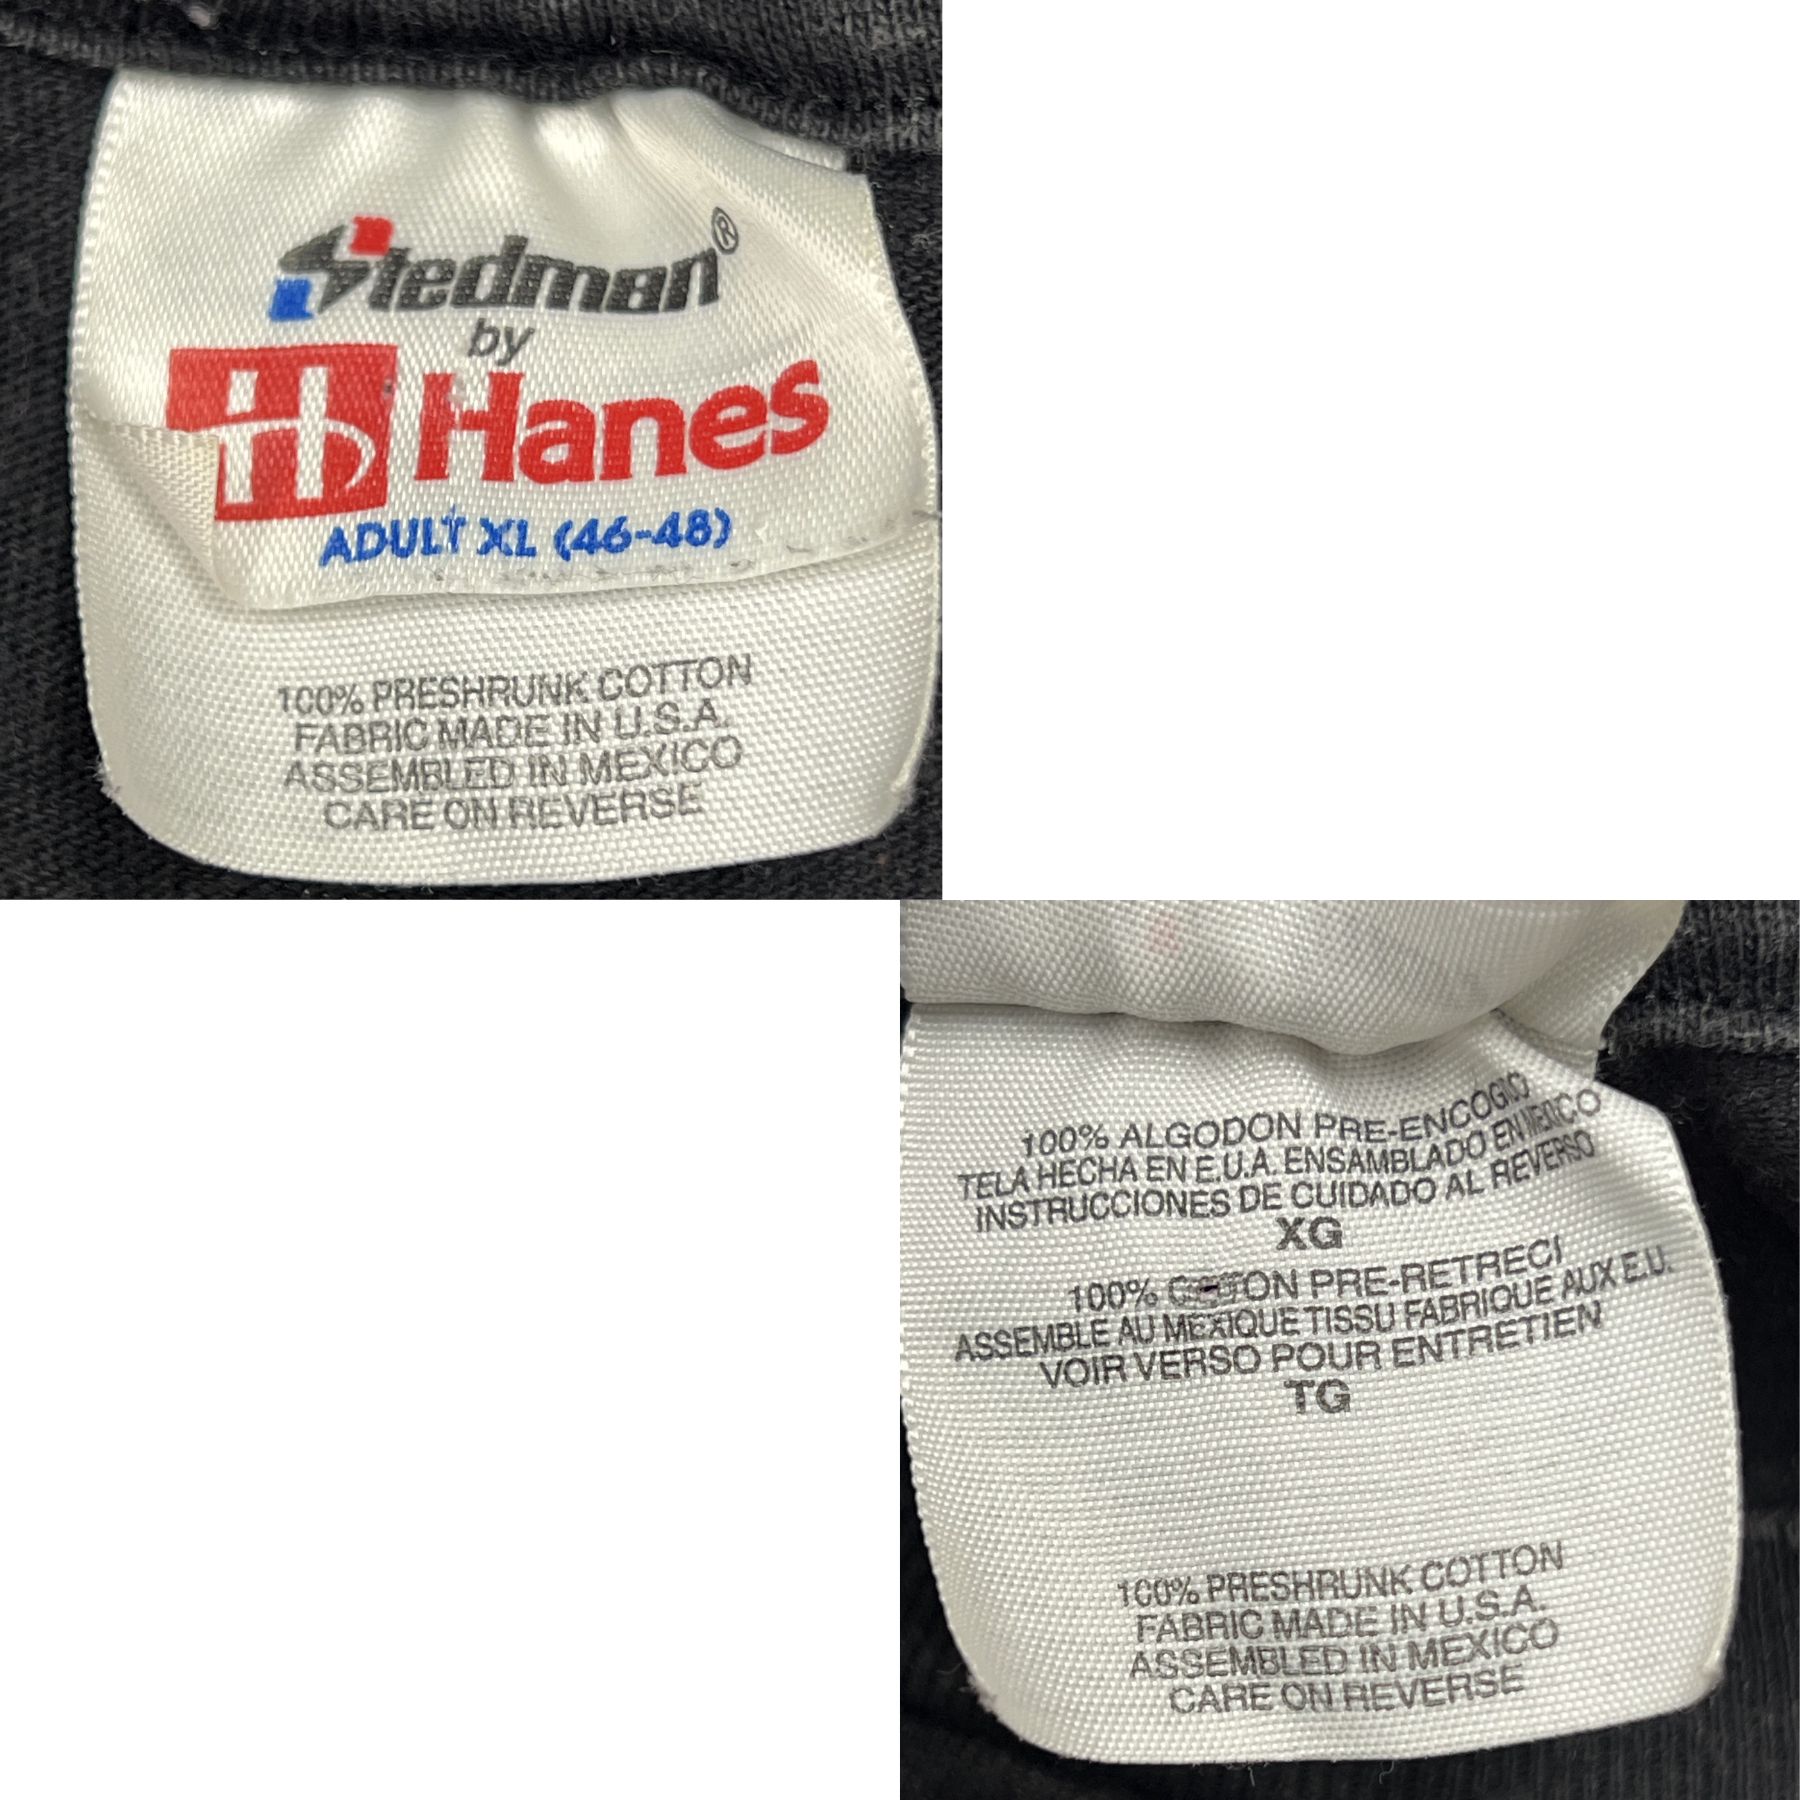 Stedman®
by
Hanes
ADULT XL (46-48)
100% PRESHRUNK COTTON
FABRIC MADE IN U.S.A.
ASSEMBLED IN MEXICO
CARE ON REVERSE
100% ALGODON PRE-ENCOGIDO
TELA HECHA EN E.U.A. ENSAMBLADO EN MEXICO
INSTRUCCIONES DE CUIDADO AL REVERSO
XG
100% COTON PRE-RETRECI
ASSEMBLE AU MEXIQUE TISSU FABRIQUE AUX E.U.
VOIR VERSO POUR ENTRETIEN
TG
100% PRESHRUNK COTTON
FABRIC MADE IN U.S.A.
ASSEMBLED IN MEXICO
CARE ON REVERSE